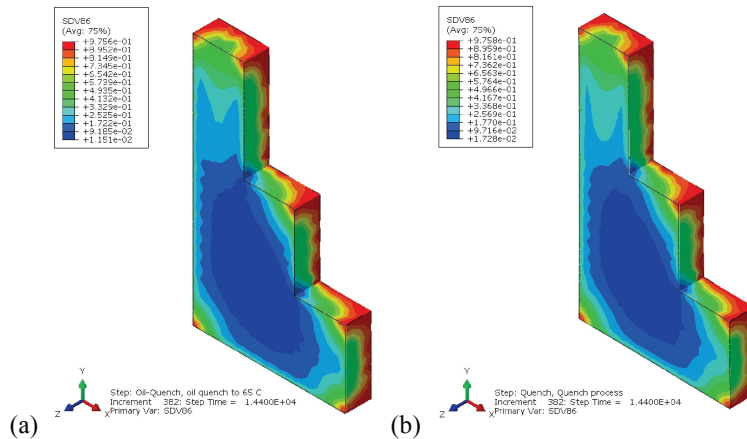 SDV86
(Avg: 75%)
+9.756e-01
+8.952e-01
+8.149e-01
+7.345e-01
+6.542e-01
+5.739e-01
+4.935e-01
+4.132e-01
+3.329e-01
+2.525e-01
+1.722e-01
+9.185e-02
+1.151e-02
Y
Z
X
Step: Oil-Quench, oil quench to 65 C
Increment 382: Step Time = 1.4400E+04
Primary Var: SDV86
(a)
SDV86
(Avg: 75%)
+9.758e-01
+8.959e-01
+8.161e-01
+7.362e-01
+6.563e-01
+5.764e-01
+4.966e-01
+4.167e-01
+3.368e-01
+2.569e-01
+1.770e-01
+9.716e-02
+1.728e-02
Y
Z
X
Step: Quench, Quench process
Increment 382: Step Time = 1.4400E+04
Primary Var: SDV86
(b)